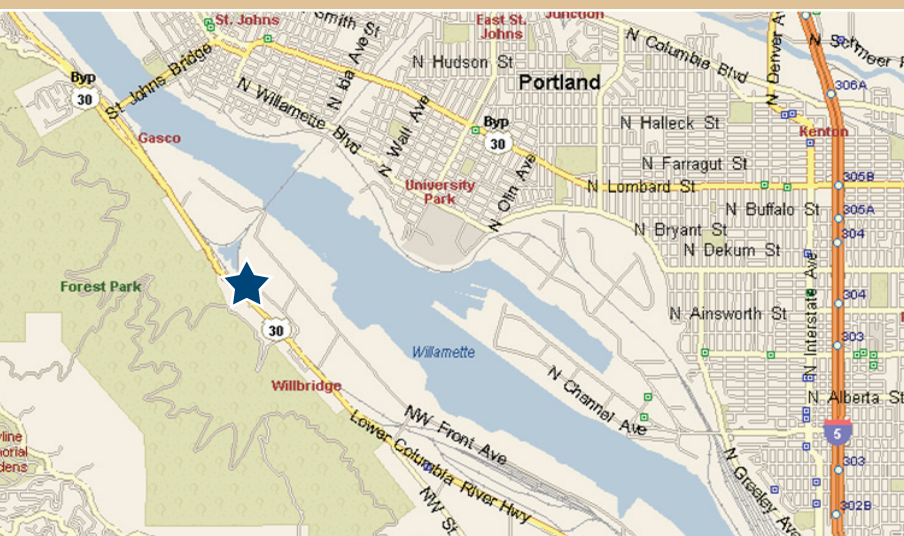 St. Johns
N Smith St
East St.
Johns
Junction
N Schmeer
Byp
30
St Johns Bridge
N Iba Ave
N Hudson St
Portland
N Columbia Blvd
N Denver Av
306A
N Willamette Blvd
Gasco
N Wall Ave
Byp
30
N Halleck St
Kenton
University
Park
N Olin Ave
N Farragut St
N Lombard St
305B
N Buffalo St
305A
N Bryant St
304
N Dekum St
Forest Park
30
304
N Ainsworth St
N Interstate Ave
303
Willamette
Willbridge
N Channel Ave
N Alberta St
NW Front Ave
5
Lower Columbia River Hwy
303
N Greeley Ave
NW St
302B